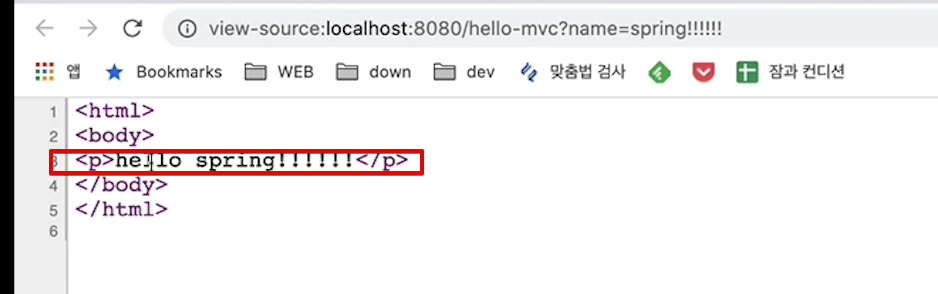 view-source:localhost:8080/hello-mvc?name=spring!!!!!!
앱 Bookmarks WEB down dev 맞춤법 검사 잠과 컨디션
1 <html>
2 <body>
3 <p>hello spring!!!!!!</p>
4 </body>
5 </html>
6